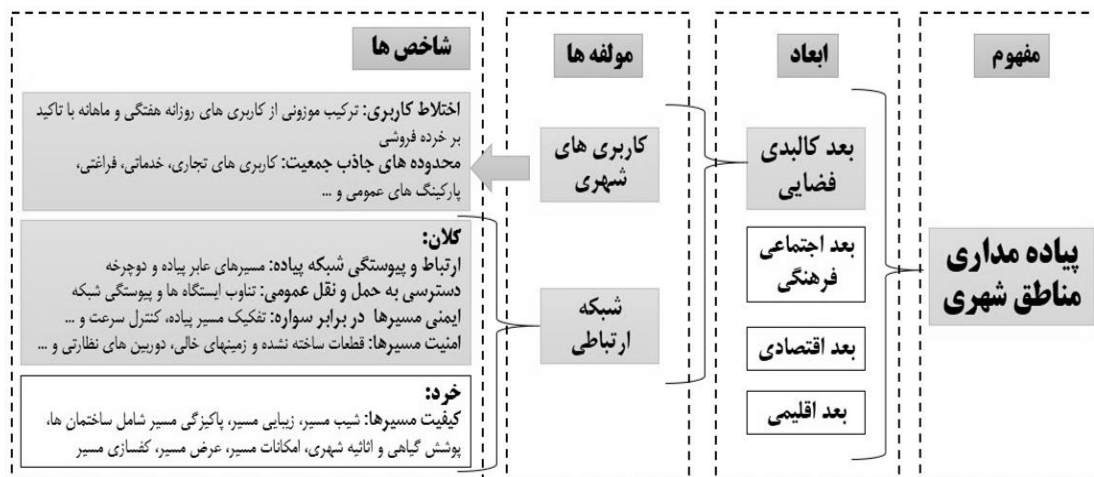 مفهوم
پیاده مداری
مناطق شهری
ابعاد
بعد کالبدی
فضایی
بعد اجتماعی
فرهنگی
بعد اقتصادی
بعد اقلیمی
مولفه ها
کاربری های
شهری
شبکه
ارتباطی
شاخص ها
اختلاط کاربری: ترکیب موزونی از کاربری های روزانه هفتگی و ماهانه با تاکید
بر خرده فروشی
محدوده های جاذب جمعیت: کاربری های تجاری، خدماتی، فراغتی،
پارکینگ های عمومی و ...
کلان:
ارتباط و پیوستگی شبکه پیاده: مسیرهای عابر پیاده و دوچرخه
دسترسی به حمل و نقل عمومی: تناوب ایستگاه ها و پیوستگی شبکه
ایمنی مسیرها در برابر سواره: تفکیک مسیر پیاده، کنترل سرعت و ...
امنیت مسیرها: قطعات ساخته نشده و زمینهای خالی، دوربین های نظارتی و ...
خرد:
کیفیت مسیرها: شیب مسیر، زیبایی مسیر، پاکیزگی مسیر شامل ساختمان ها،
پوشش گیاهی و اثاثیه شهری، امکانات مسیر، عرض مسیر، کفسازی مسیر